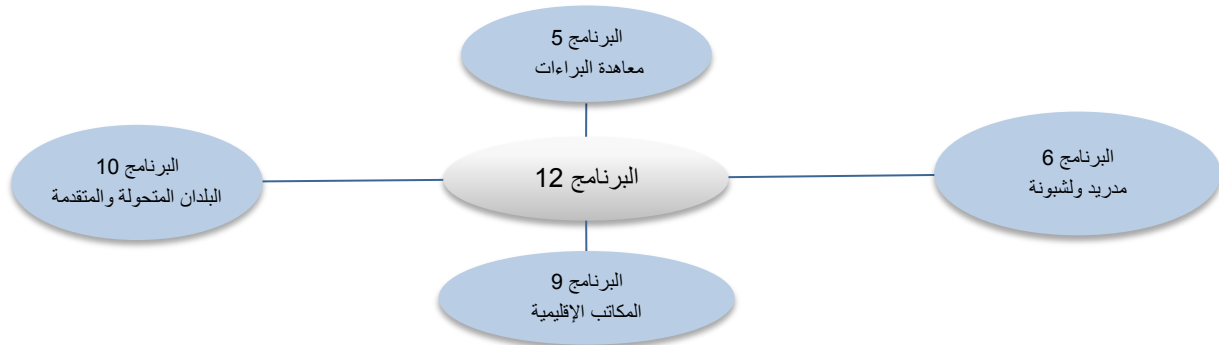 البرنامج 5
معاهدة البراءات
البرنامج 6
مدريد ولشبونة
البرنامج 12
البرنامج 10
البلدان المتحولة والمتقدمة
البرنامج 9
المكاتب الإقليمية